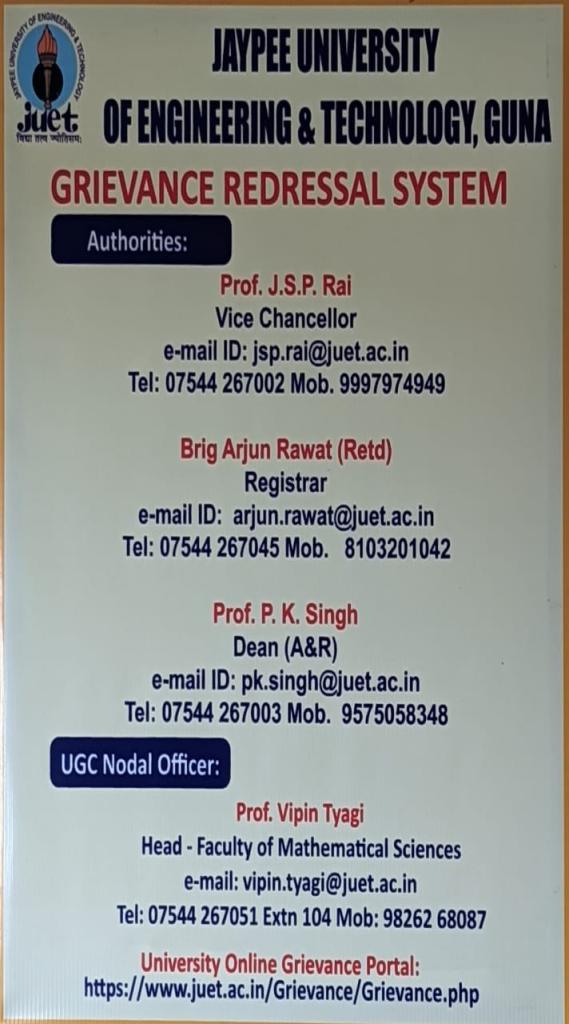 JAYPEE UNIVERSITY OF ENGINEERING & TECHNOLOGY
juet
विद्या तत्व ज्योतिसमः
JAYPEE UNIVERSITY
OF ENGINEERING & TECHNOLOGY, GUNA
GRIEVANCE REDRESSAL SYSTEM
Authorities:
Prof. J.S.P. Rai
Vice Chancellor
e-mail ID: jsp.rai@juet.ac.in
Tel: 07544 267002 Mob. 9997974949
Brig Arjun Rawat (Retd)
Registrar
e-mail ID: arjun.rawat@juet.ac.in
Tel: 07544 267045 Mob. 8103201042
Prof. P. K. Singh
Dean (A&R)
e-mail ID: pk.singh@juet.ac.in
Tel: 07544 267003 Mob. 9575058348
UGC Nodal Officer:
Prof. Vipin Tyagi
Head - Faculty of Mathematical Sciences
e-mail: vipin.tyagi@juet.ac.in
Tel: 07544 267051 Extn 104 Mob: 98262 68087
University Online Grievance Portal:
https://www.juet.ac.in/Grievance/Grievance.php